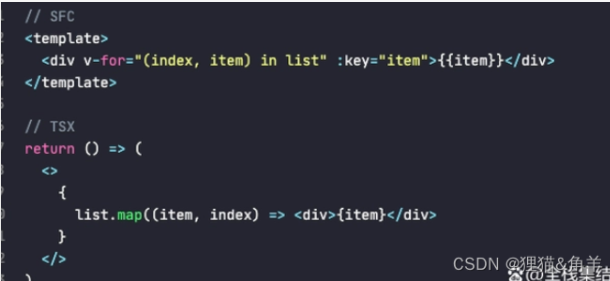 // SFC
<template>
<div v-for="(index, item) in list" :key="item">{{item}}</div>
</template>
// TSX
return () => (
<>
{
list.map((item, index) => <div>{item}</div>
}
</>
)
CSDN @狸猫&角羊
@全栈集结